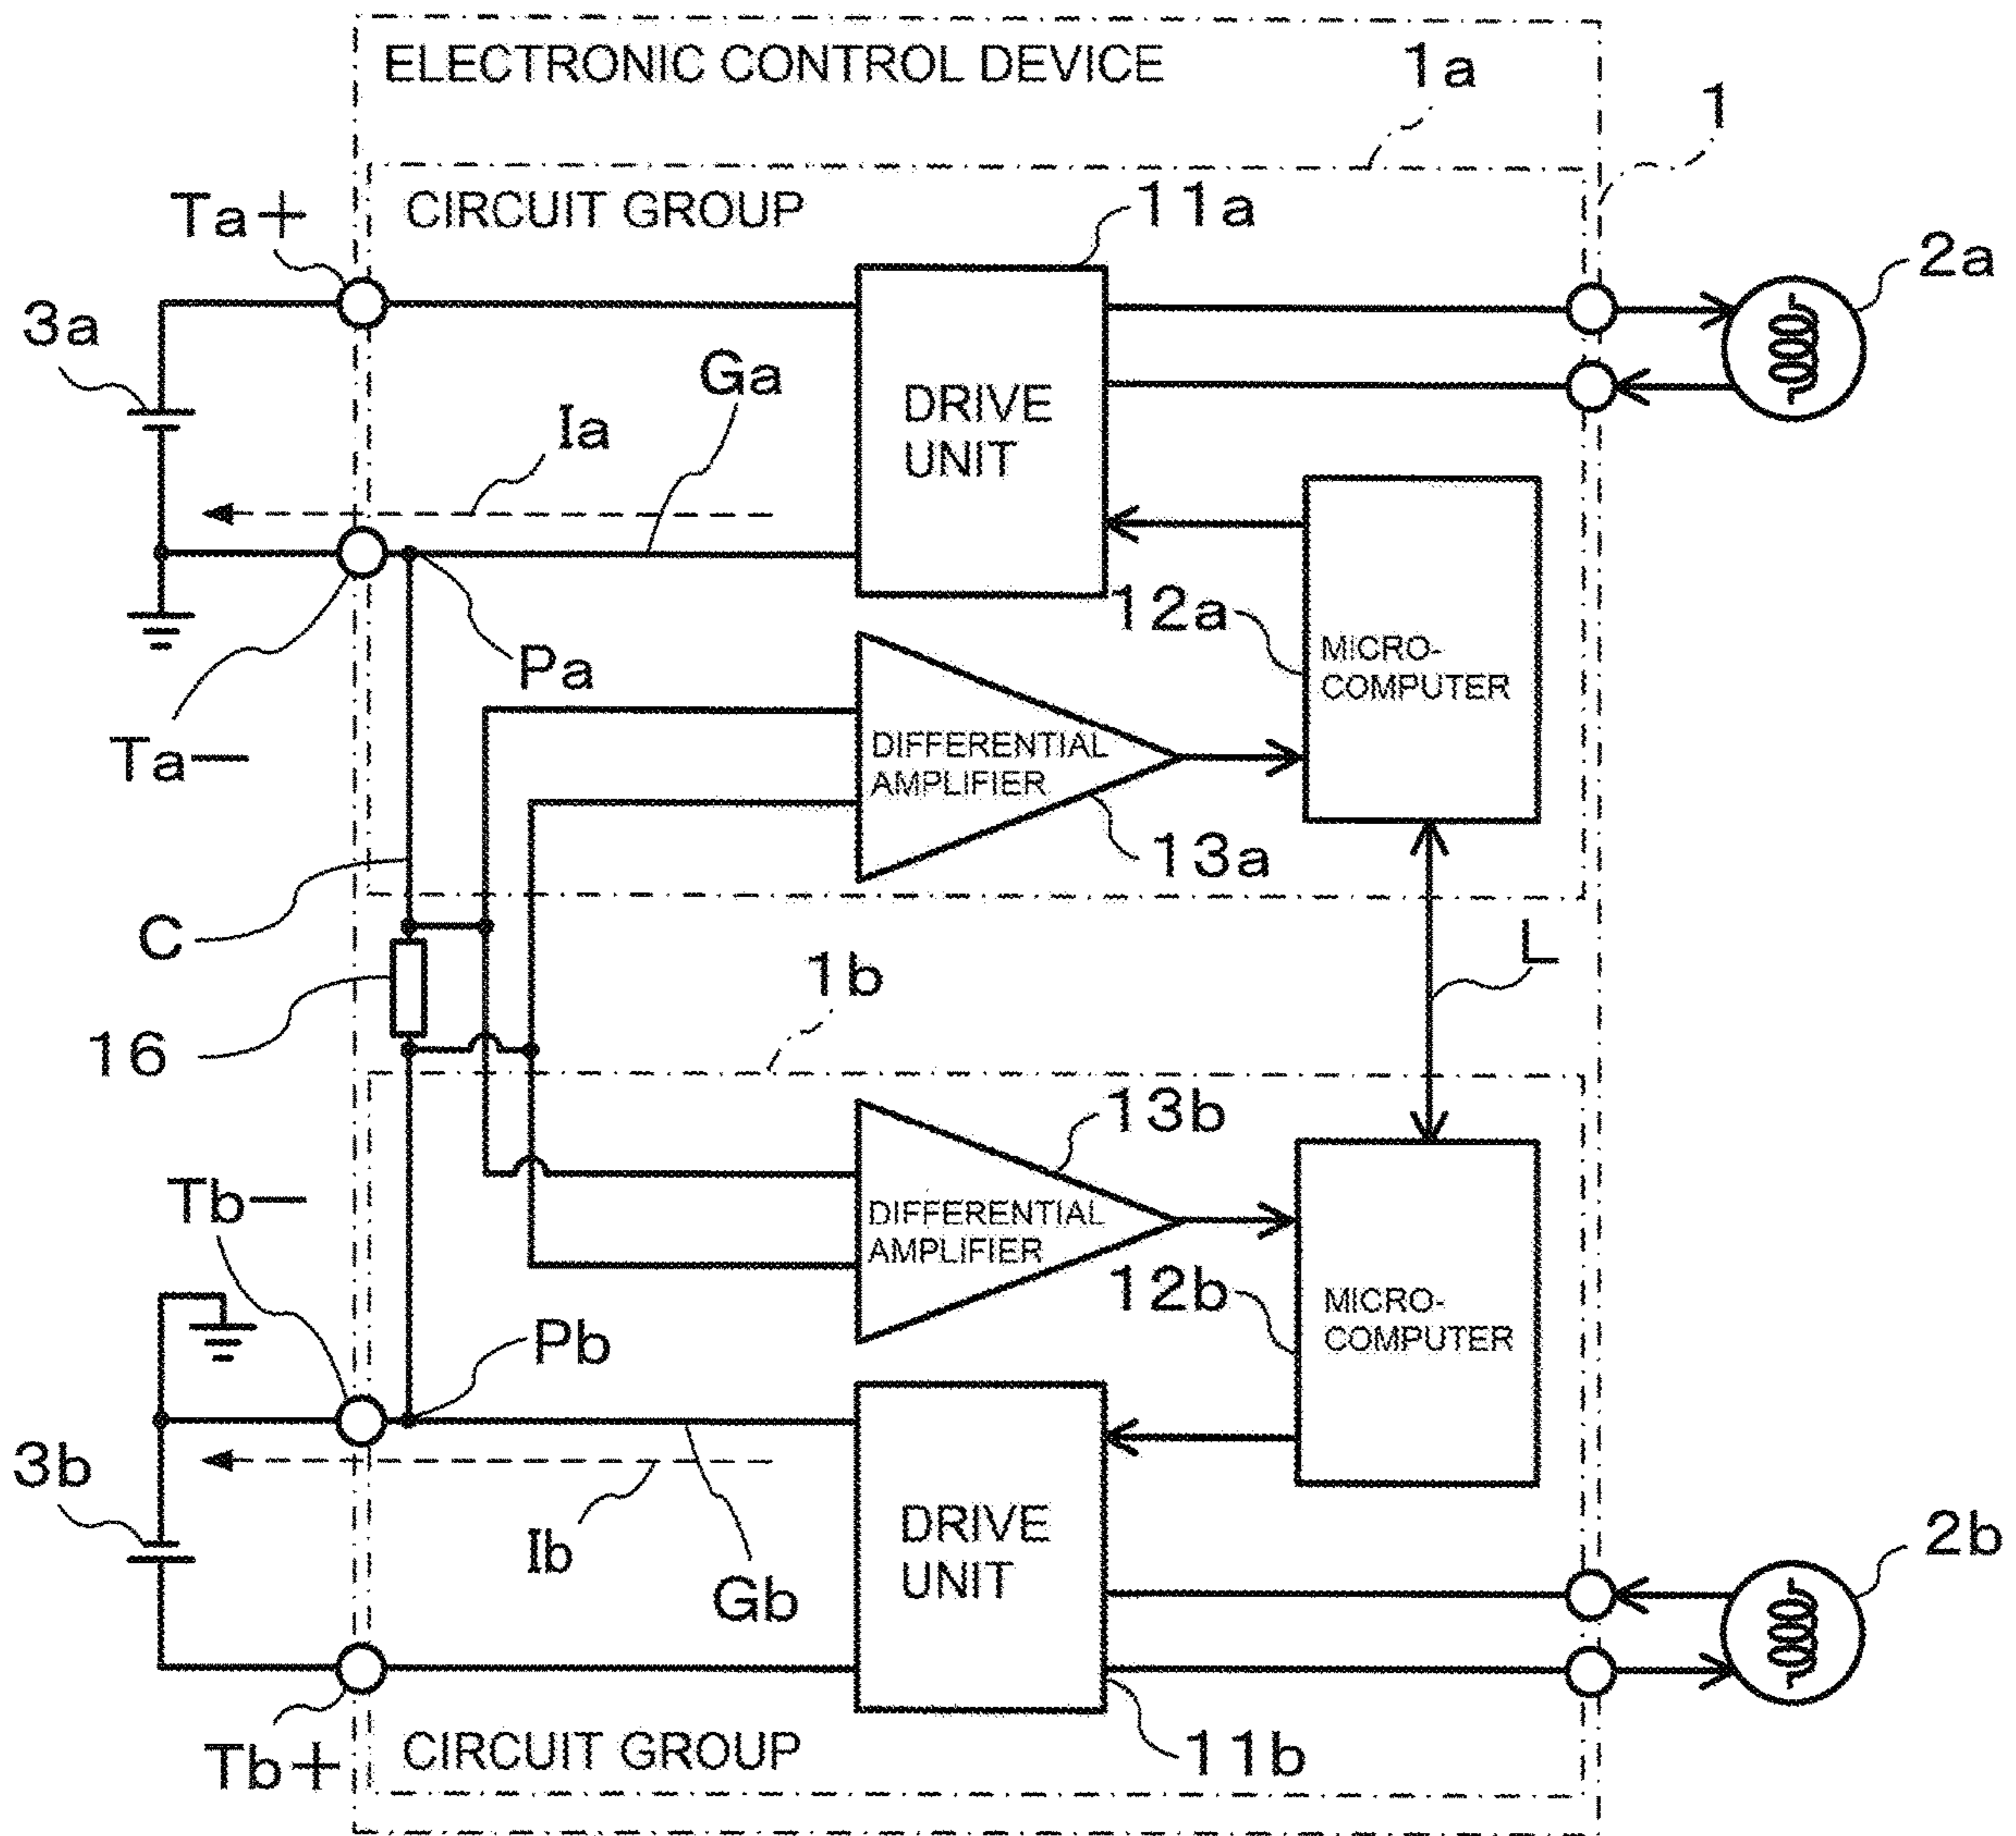 ELECTRONIC CONTROL DEVICE
1a
1
CIRCUIT GROUP
Ta+
11a
2a
3a
Ga
Ia
DRIVE
UNIT
12a
MICRO-
COMPUTER
Pa
Ta−
DIFFERENTIAL
AMPLIFIER
13a
C
L
1b
16
13b
Tb−
DIFFERENTIAL
AMPLIFIER
12b
MICRO-
COMPUTER
Pb
3b
Ib
DRIVE
UNIT
2b
Gb
Tb+
CIRCUIT GROUP
11b